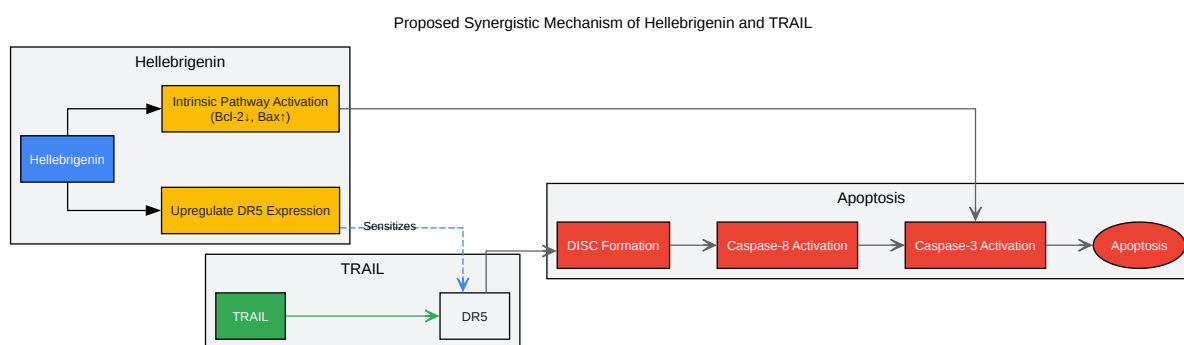 Proposed Synergistic Mechanism of Hellebrigenin and TRAIL
Hellebrigenin
Intrinsic Pathway Activation
(Bcl-2↓, Bax↑)
Hellebrigenin
Upregulate DR5 Expression
Sensitizes
Apoptosis
DISC Formation
Caspase-8 Activation
Caspase-3 Activation
Apoptosis
TRAIL
TRAIL
DR5